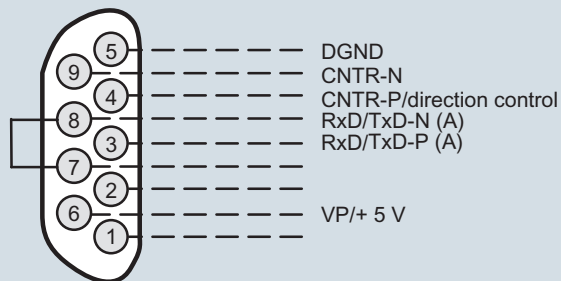 5 DGND
9 CNTR-N
4 CNTR-P/direction control
8 RxD/TxD-N (A)
3 RxD/TxD-P (A)
7
2
6 VP/+ 5 V
1